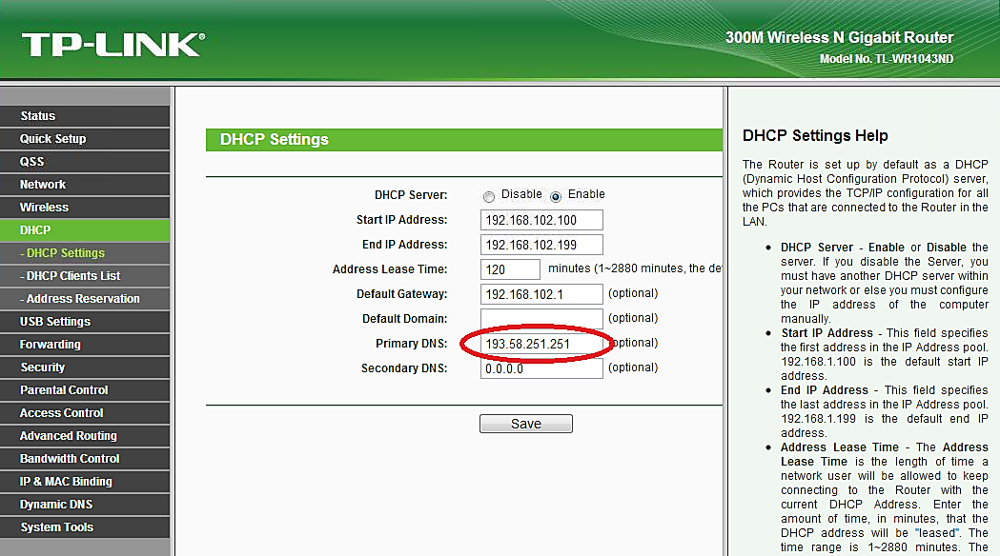 TP-LINK®
300M Wireless N Gigabit Router
Model No. TL-WR1043ND
Status
Quick Setup
QSS
Network
Wireless
DHCP
- DHCP Settings
- DHCP Clients List
- Address Reservation
USB Settings
Forwarding
Security
Parental Control
Access Control
Advanced Routing
Bandwidth Control
IP & MAC Binding
Dynamic DNS
System Tools
DHCP Settings
DHCP Server: Disable Enable
Start IP Address: 192.168.102.100
End IP Address: 192.168.102.199
Address Lease Time: 120 minutes (1~2880 minutes, the
Default Gateway: 192.168.102.1 (optional)
Default Domain: (optional)
Primary DNS: 193.58.251.251 optional)
Secondary DNS: 0.0.0.0 (optional)
Save
DHCP Settings Help
The Router is set up by default as a DHCP
(Dynamic Host Configuration Protocol) server,
which provides the TCP/IP configuration for all
the PCs that are connected to the Router in the
LAN.
• DHCP Server - Enable or Disable the
server. If you disable the Server, you
must have another DHCP server within
your network or else you must configure
the IP address of the computer
manually.
• Start IP Address - This field specifies
the first address in the IP Address pool.
192.168.1.100 is the default start IP
address.
• End IP Address - This field specifies
the last address in the IP Address pool.
192.168.1.199 is the default end IP
address.
• Address Lease Time - The Address
Lease Time is the length of time a
network user will be allowed to keep
connecting to the Router with the
current DHCP Address. Enter the
amount of time, in minutes, that the
DHCP address will be "leased". The
time range is 1~2880 minutes. The